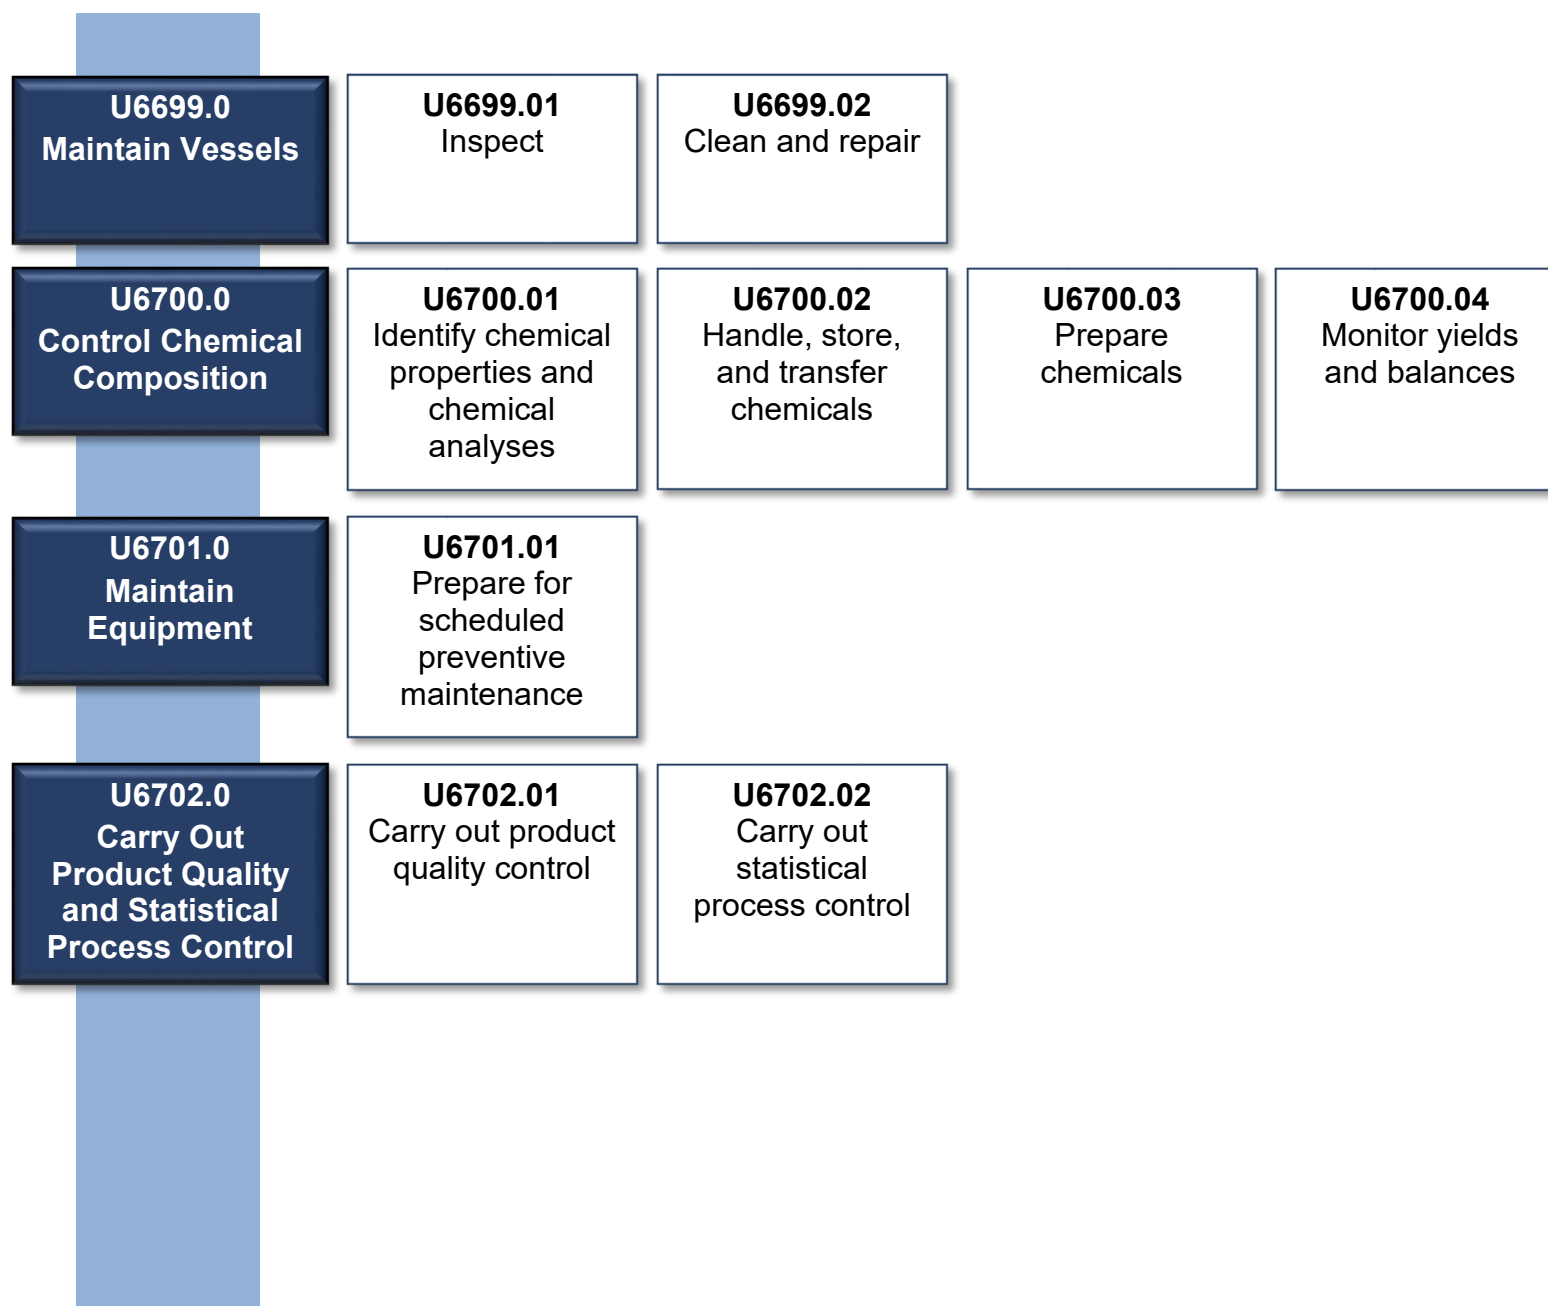 U6699.0
Maintain Vessels
U6699.01
Inspect
U6699.02
Clean and repair
U6700.0
Control Chemical
Composition
U6700.01
Identify chemical
properties and
chemical
analyses
U6700.02
Handle, store,
and transfer
chemicals
U6700.03
Prepare
chemicals
U6700.04
Monitor yields
and balances
U6701.0
Maintain
Equipment
U6701.01
Prepare for
scheduled
preventive
maintenance
U6702.0
Carry Out
Product Quality
and Statistical
Process Control
U6702.01
Carry out product
quality control
U6702.02
Carry out
statistical
process control